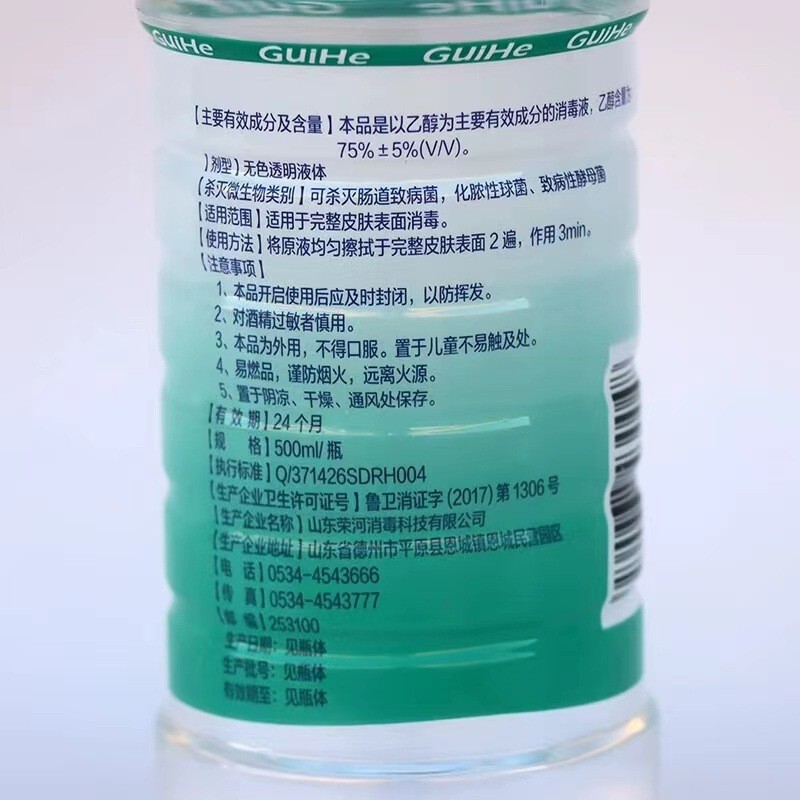 GuiHe GuiHe GuiHe GuiHe
【主要有效成分及含量】本品是以乙醇为主要有效成分的消毒液，乙醇含量为
75%±5%(V/V)。
【剂型】无色透明液体
【杀灭微生物类别】可杀灭肠道致病菌，化脓性球菌、致病性酵母菌
【适用范围】适用于完整皮肤表面消毒。
【使用方法】将原液均匀擦拭于完整皮肤表面2遍，作用3min。
【注意事项】
1、本品开启使用后应及时封闭，以防挥发。
2、对酒精过敏者慎用。
3、本品为外用，不得口服。置于儿童不易触及处。
4、易燃品，谨防烟火，远离火源。
5、置于阴凉、干燥、通风处保存。
【有效期】24个月
【规 格】500ml/瓶
【执行标准】Q/371426SDRH004
【生产企业卫生许可证号】鲁卫消证字(2017)第1306号
【生产企业名称】山东荣河消毒科技有限公司
【生产企业地址】山东省德州市平原县恩城镇恩城民营园区
【电 话】0534-4543666
【传 真】0534-4543777
【邮 编】253100
生产日期：见瓶体
生产批号：见瓶体
有效期至：见瓶体